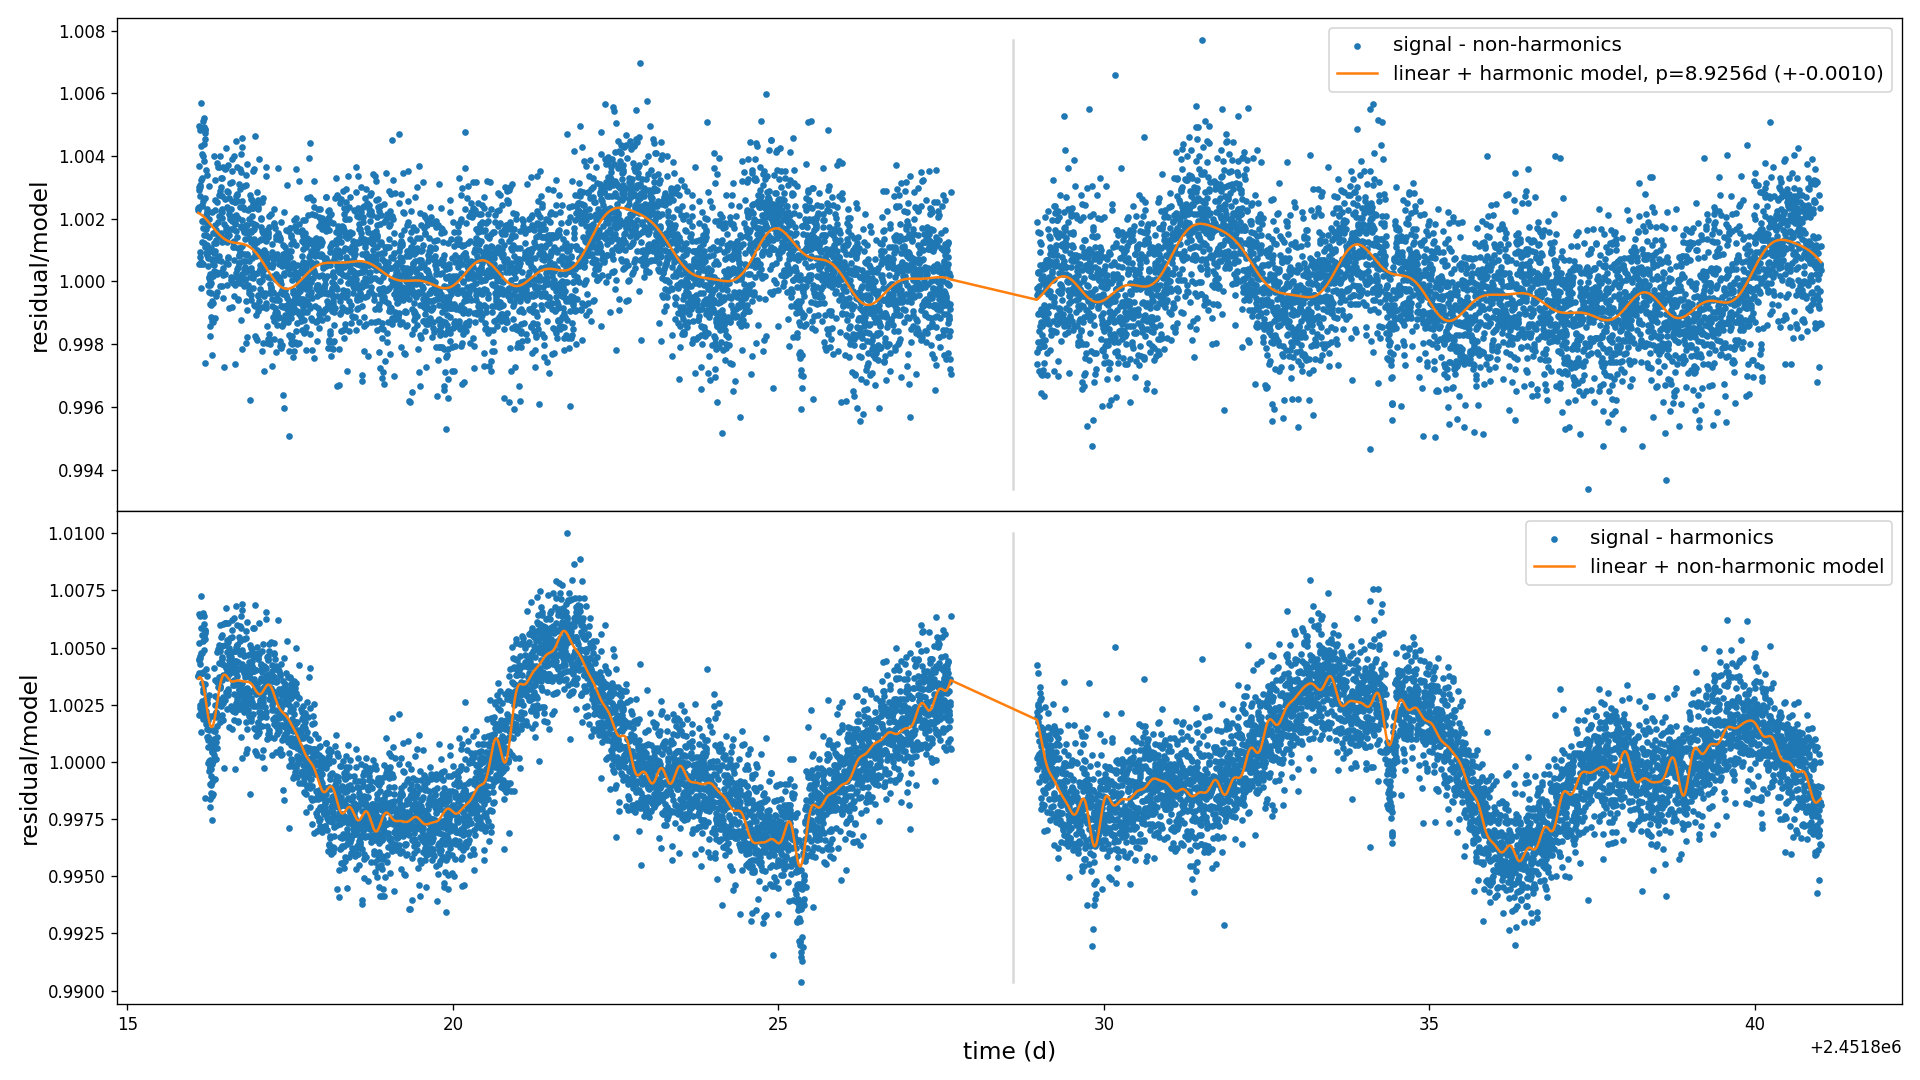 signal - non-harmonics
linear + harmonic model, p=8.9256d (+-0.0010)
1.008
1.006
1.004
1.002
1.000
0.998
0.996
0.994
residual/model
signal - harmonics
linear + non-harmonic model
1.0100
1.0075
1.0050
1.0025
1.0000
0.9975
0.9950
0.9925
0.9900
residual/model
15 20 25 30 35 40
+2.4518e6
time (d)